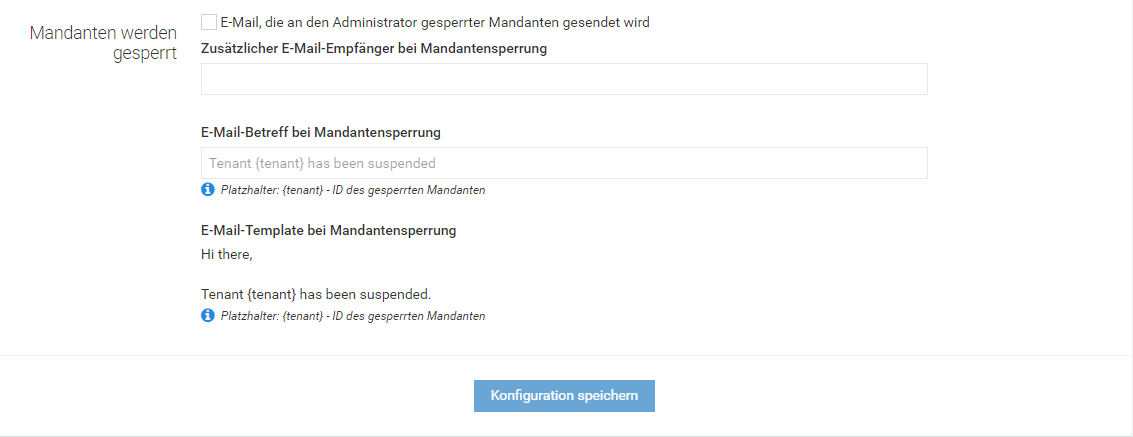 Mandanten werden
gesperrt
E-Mail, die an den Administrator gesperrter Mandanten gesendet wird
Zusätzlicher E-Mail-Empfänger bei Mandantensperrung
E-Mail-Betreff bei Mandantensperrung
Tenant {tenant} has been suspended
Platzhalter: {tenant} - ID des gesperrten Mandanten
E-Mail-Template bei Mandantensperrung
Hi there,
Tenant {tenant} has been suspended.
Platzhalter: {tenant} - ID des gesperrten Mandanten
Konfiguration speichern